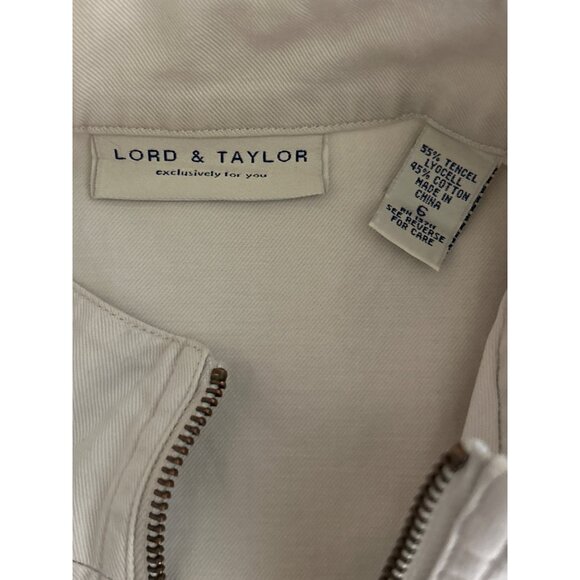 LORD & TAYLOR
exclusively for you
55% TENCEL
LYOCELL
45% COTTON
MADE IN
CHINA
6
SEE REVERSE
FOR CARE